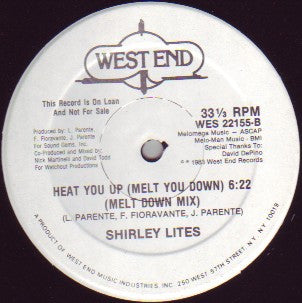 WEST END
This Record is On Loan
And Not For Sale
Produced by: L. Parente,
F. Fioravante, J. Parente
For Sound Gems, Inc.
Co-Produced and Mixed by:
Nick Martinelli and David Todd
For Watchout Productions
33⅓ RPM
WES 22155-B
Melomega Music – ASCAP
Melo-Man Music - BMI
Special Thanks To:
David DePino
℗ 1983 West End Records
HEAT YOU UP (MELT YOU DOWN) 6:22
(MELT DOWN MIX)
(L. PARENTE, F. FIORAVANTE, J. PARENTE)
SHIRLEY LITES
A PRODUCT OF WEST END MUSIC INDUSTRIES, INC. 250 WEST 57TH STREET, N.Y., N.Y. 10019